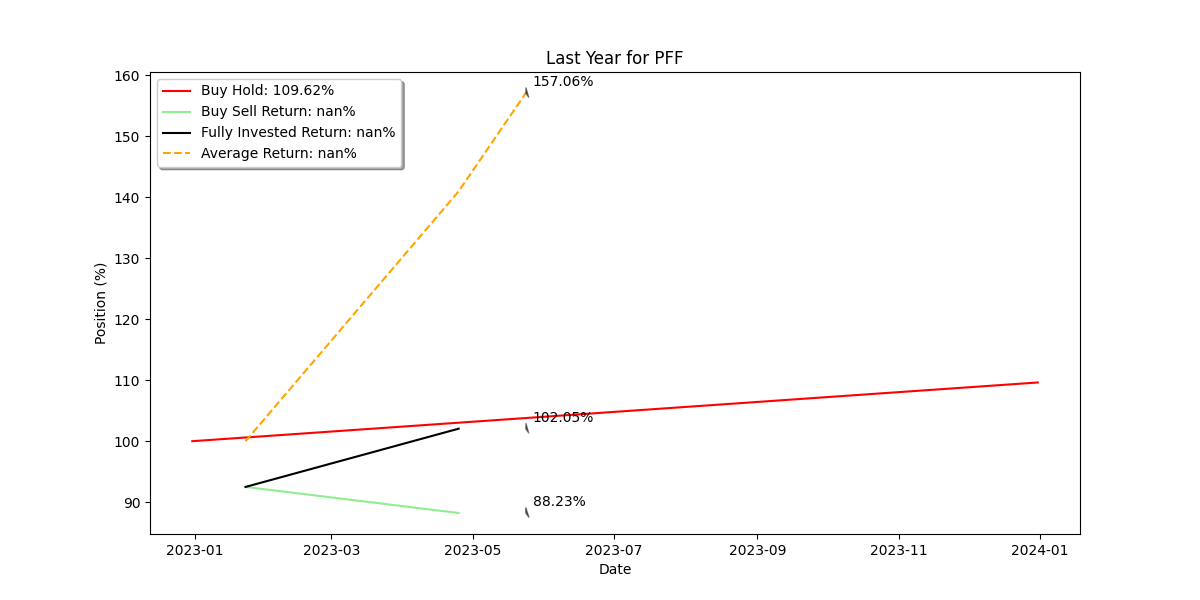 Last Year for PFF
160
150
140
130
120
110
100
90
Position (%)
Buy Hold: 109.62%
Buy Sell Return: nan%
Fully Invested Return: nan%
Average Return: nan%
157.06%
102.05%
88.23%
2023-01
2023-03
2023-05
2023-07
2023-09
2023-11
2024-01
Date